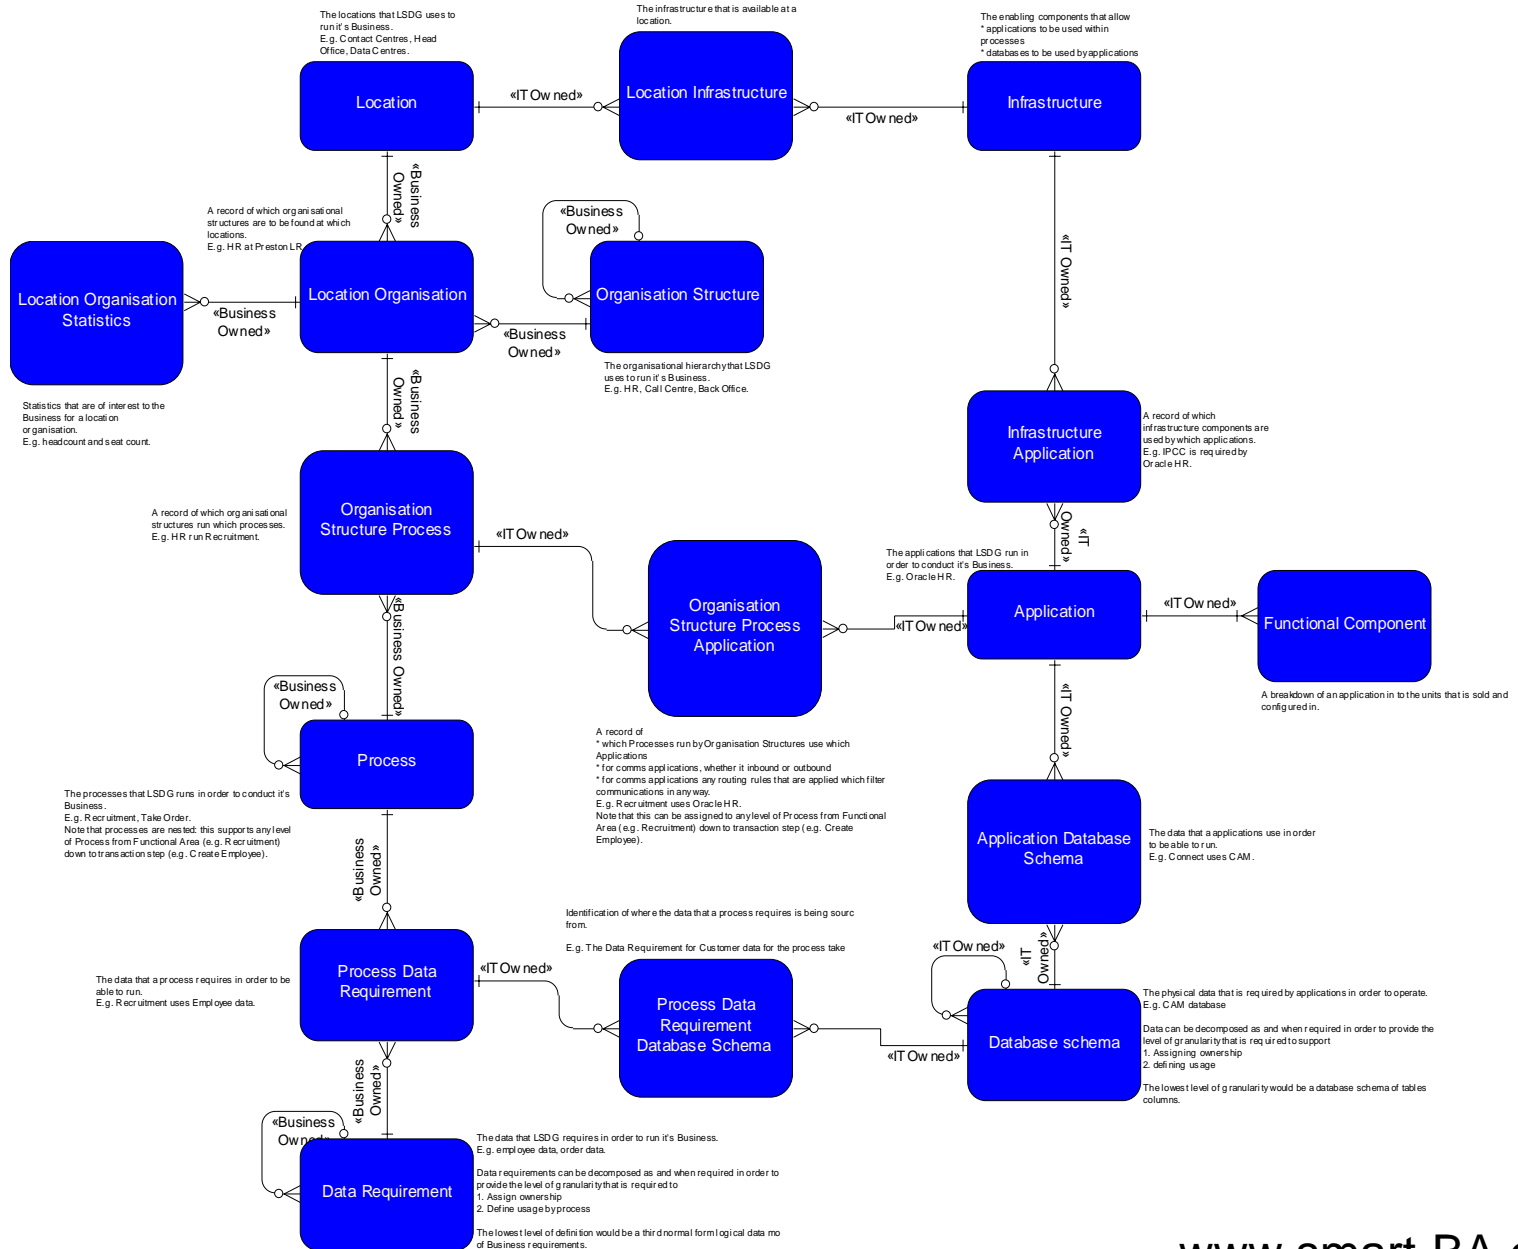 The locations that LSDG uses to
run it's Business.
E.g. Contact Centres, Head
Office, Data Centres.
The infrastructure that is available at a
location.
The enabling components that allow
* applications to be used within
processes
* databases to be used by applications
Location
«IT Owned»
Location Infrastructure
«IT Owned»
Infrastructure
«Business
Owned»
A record of which organisational
structures are to be found at which
locations.
E.g. HR at Preston LR.
«Business
Owned»
«IT Owned»
Location Organisation
Statistics
«Business
Owned»
Location Organisation
«Business
Owned»
Organisation Structure
The organisational hierarchy that LSDG
uses to run it's Business.
E.g. HR, Call Centre, Back Office.
Statistics that are of interest to the
Business for a location
organisation.
E.g. headcount and seat count.
«Business
Owned»
Infrastructure
Application
A record of which
infrastructure components are
used by which applications.
E.g. IPCC is required by
Oracle HR.
A record of which organisational
structures run which processes.
E.g. HR run Recruitment.
Organisation
Structure Process
«IT Owned»
«IT
Owned»
The applications that LSDG run in
order to conduct it's Business.
E.g. Oracle HR.
Organisation
Structure Process
Application
«IT Owned»
Application
«IT Owned»
Functional Component
A breakdown of an application in to the units that is sold and
configured in.
«Business Owned»
«Business
Owned»
Process
The processes that LSDG runs in order to conduct it's
Business.
E.g. Recruitment, Take Order.
Note that processes are nested: this supports any level
of Process from Functional Area (e.g. Recruitment)
down to transaction step (e.g. Create Employee).
A record of
* which Processes run by Organisation Structures use which
Applications
* for comms applications, whether it inbound or outbound
* for comms applications any routing rules that are applied which filter
communications in any way.
E.g. Recruitment uses Oracle HR.
Note that this can be assigned to any level of Process from Functional
Area (e.g. Recruitment) down to transaction step (e.g. Create
Employee).
«IT Owned»
Application Database
Schema
The data that a applications use in order
to be able to run.
E.g. Connect uses CAM.
«Business
Owned»
Identification of where the data that a process requires is being sourc
from.
E.g. The Data Requirement for Customer data for the process take
The data that a process requires in order to be
able to run.
E.g. Recruitment uses Employee data.
Process Data
Requirement
«IT Owned»
Process Data
Requirement
Database Schema
«IT Owned»
«IT Owned»
«IT
Owned»
Database schema
The physical data that is required by applications in order to operate.
E.g. CAM database
Data can be decomposed as and when required in order to provide the
level of granularity that is required to support
1. Assigning ownership
2. defining usage
The lowest level of granularity would be a database schema of tables
columns.
«Business
Owned»
«Business
Owned»
Data Requirement
The data that LSDG requires in order to run it's Business.
E.g. employee data, order data.
Data requirements can be decomposed as and when required in order to
provide the level of granularity that is required to
1. Assign ownership
2. Define usage by process
The lowest level of definition would be a third normal form logical data mo
of Business requirements.